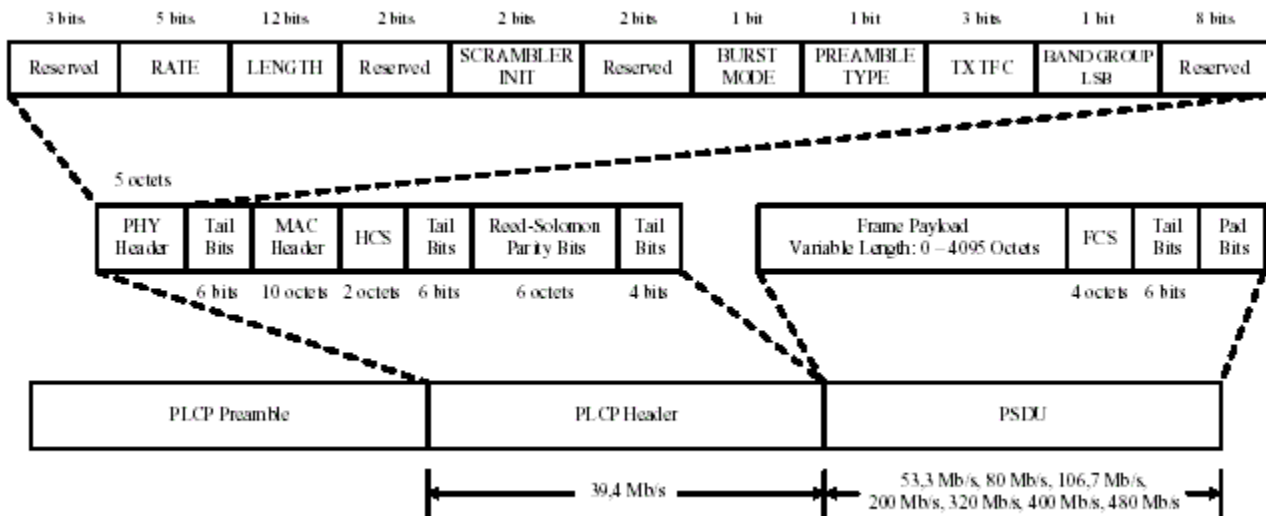 3 bits 5 bits 12 bits 2 bits 2 bits 2 bits 1 bit 1 bit 3 bits 1 bit 8 bits
Reserved RATE LENGTH Reserved SCRAMBLER INIT Reserved BURST MODE PREAMBLE TYPE TX TFC BAND GROUP LSB Reserved
5 octets
PHY Header Tail Bits MAC Header HCS Tail Bits Reed-Solomon Parity Bits Tail Bits
Frame Payload
Variable Length: 0 – 4095 Octets
FCS Tail Bits Pad Bits
6 bits 10 octets 2 octets 6 bits 6 octets 4 bits 4 octets 6 bits
PLCP Preamble PLCP Header PSDU
39,4 Mb/s
53,3 Mb/s, 80 Mb/s, 106,7 Mb/s,
200 Mb/s, 320 Mb/s, 400 Mb/s, 480 Mb/s